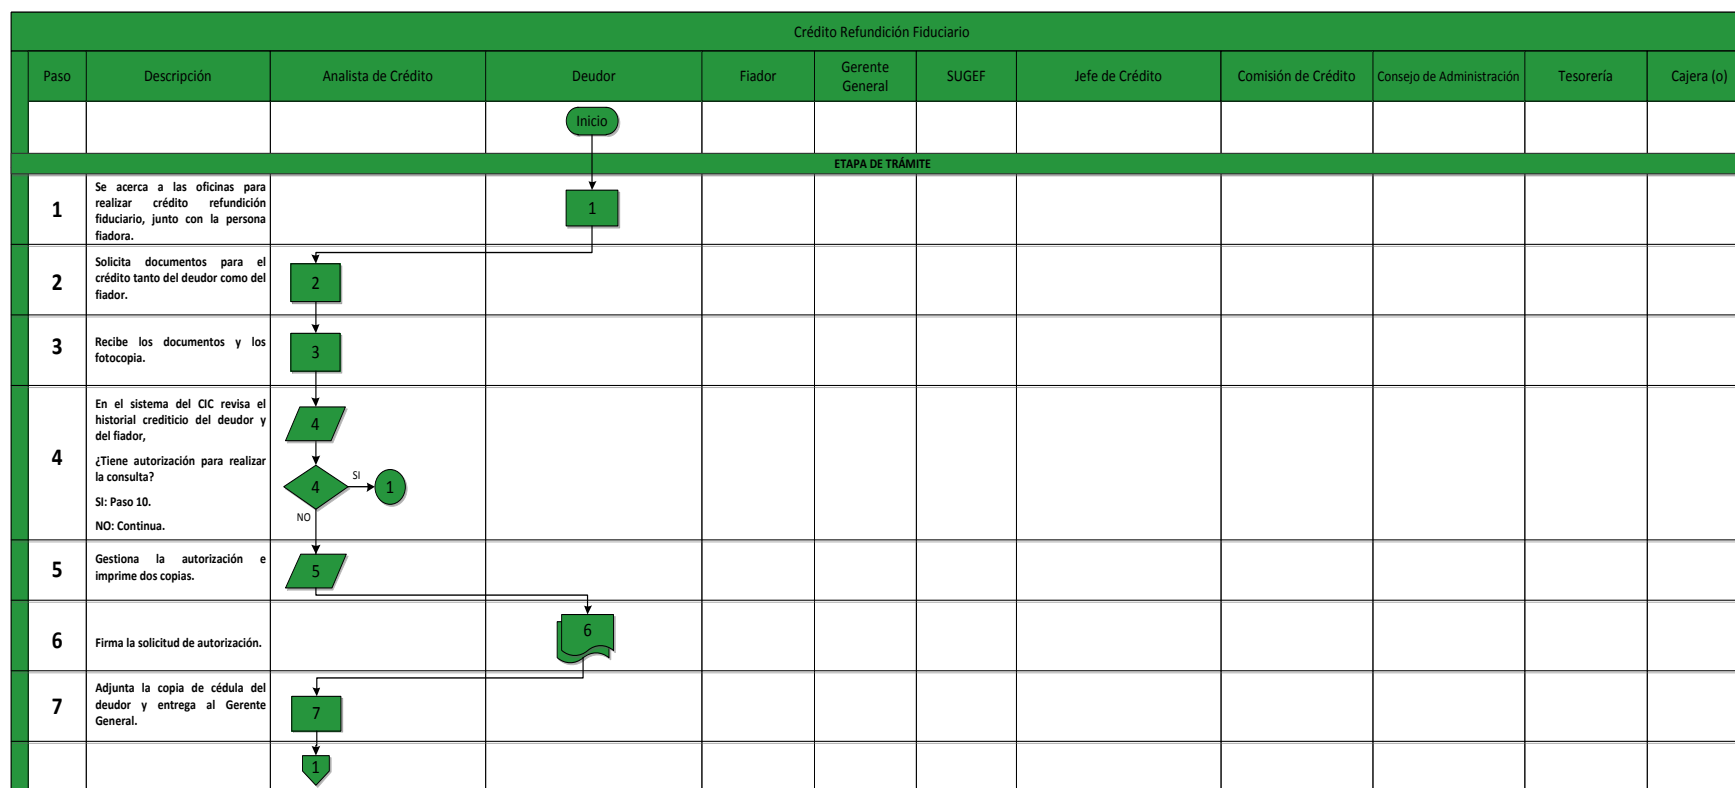 Crédito Refundición Fiduciario
Paso
Descripción
Analista de Crédito
Deudor
Fiador
Gerente
General
SUGEF
Jefe de Crédito
Comisión de Crédito
Consejo de Administración
Tesorería
Cajera (o)
Inicio
ETAPA DE TRÁMITE
1
Se acerca a las oficinas para
realizar crédito refundición
fiduciario, junto con la persona
fiadora.
1
2
Solicita documentos para el
crédito tanto del deudor como del
fiador.
2
3
Recibe los documentos y los
fotocopia.
3
4
En el sistema del CIC revisa el
historial crediticio del deudor y
del fiador,
¿Tiene autorización para realizar
la consulta?
SI: Paso 10.
NO: Continua.
4
4
SI
1
NO
5
Gestiona la autorización e
imprime dos copias.
5
6
Firma la solicitud de autorización.
6
7
Adjunta la copia de cédula del
deudor y entrega al Gerente
General.
7
1